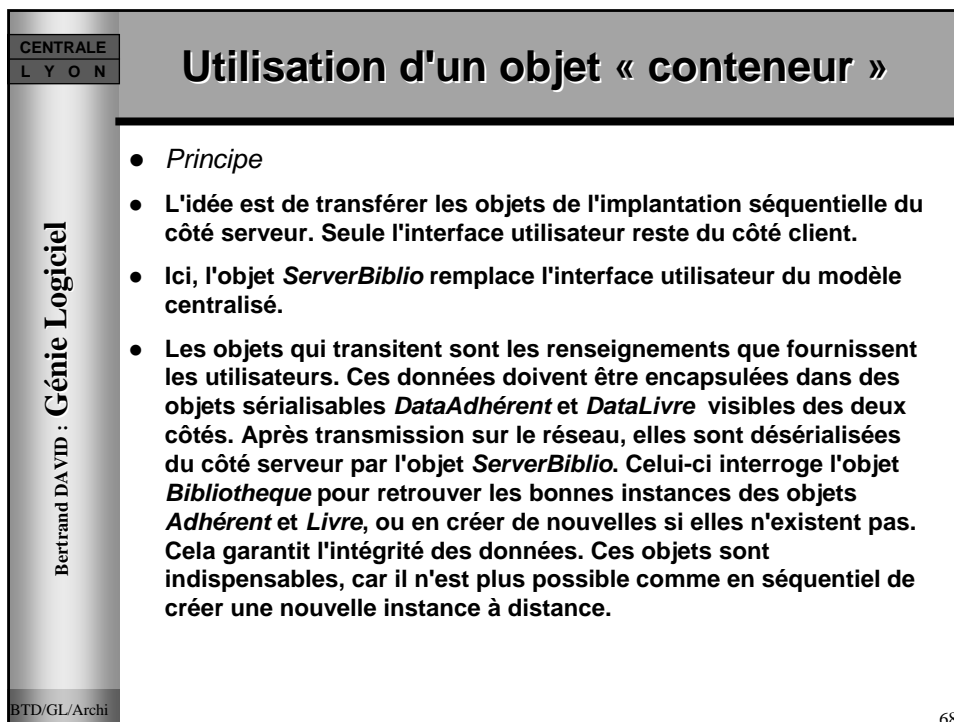 CENTRALE
L Y O N
Utilisation d'un objet « conteneur »
Bertrand DAVID : Génie Logiciel
● Principe
● L'idée est de transférer les objets de l'implantation séquentielle du
côté serveur. Seule l'interface utilisateur reste du côté client.
● Ici, l'objet ServerBiblio remplace l'interface utilisateur du modèle
centralisé.
● Les objets qui transitent sont les renseignements que fournissent
les utilisateurs. Ces données doivent être encapsulées dans des
objets sérialisables DataAdhérent et DataLivre visibles des deux
côtés. Après transmission sur le réseau, elles sont désérialisées
du côté serveur par l'objet ServerBiblio. Celui-ci interroge l'objet
Bibliotheque pour retrouver les bonnes instances des objets
Adhérent et Livre, ou en créer de nouvelles si elles n'existent pas.
Cela garantit l'intégrité des données. Ces objets sont
indispensables, car il n'est plus possible comme en séquentiel de
créer une nouvelle instance à distance.
BTD/GL/Archi
68